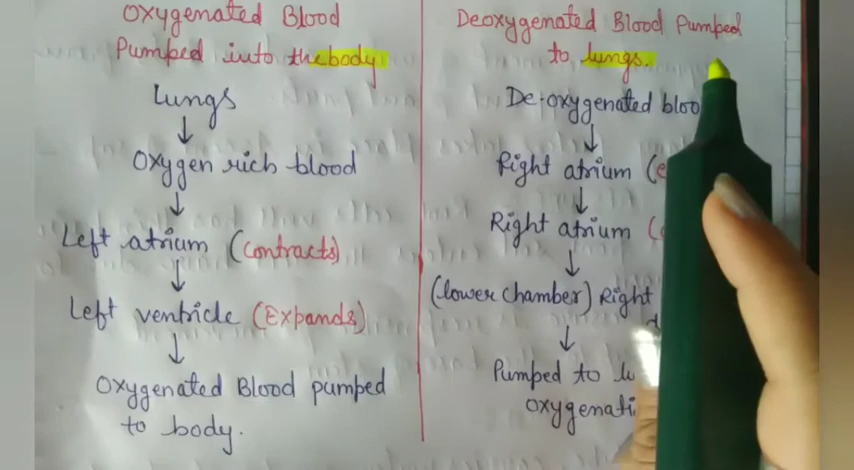 Oxygenated Blood
Pumped into the body
Lungs
↓
Oxygen rich blood
↓
Left atrium (contracts)
↓
Left ventricle (Expands)
↓
Oxygenated Blood pumped
to body.
Deoxygenated Blood Pumped
to lungs.
De-oxygenated bloo
↓
Right atrium (e
↓
Right atrium (
↓
(lower chamber) Right
↓
Pumped to
oxygenati